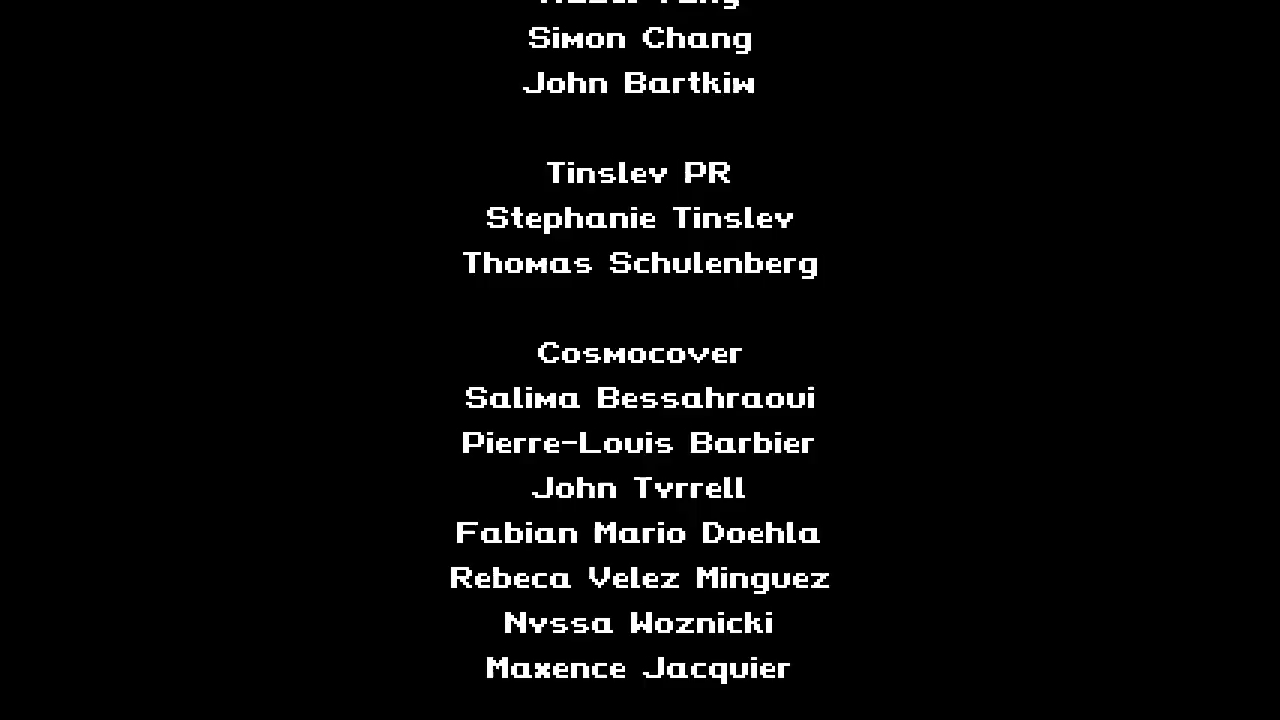 Simon Chang
John Bartkiw
Tinsley PR
Stephanie Tinsley
Thomas Schulenberg
Cosmocover
Salima Bessahraoui
Pierre-Louis Barbier
John Tyrrell
Fabian Mario Doehla
Rebeca Velez Minguez
Nyssa Woznicki
Maxence Jacquier